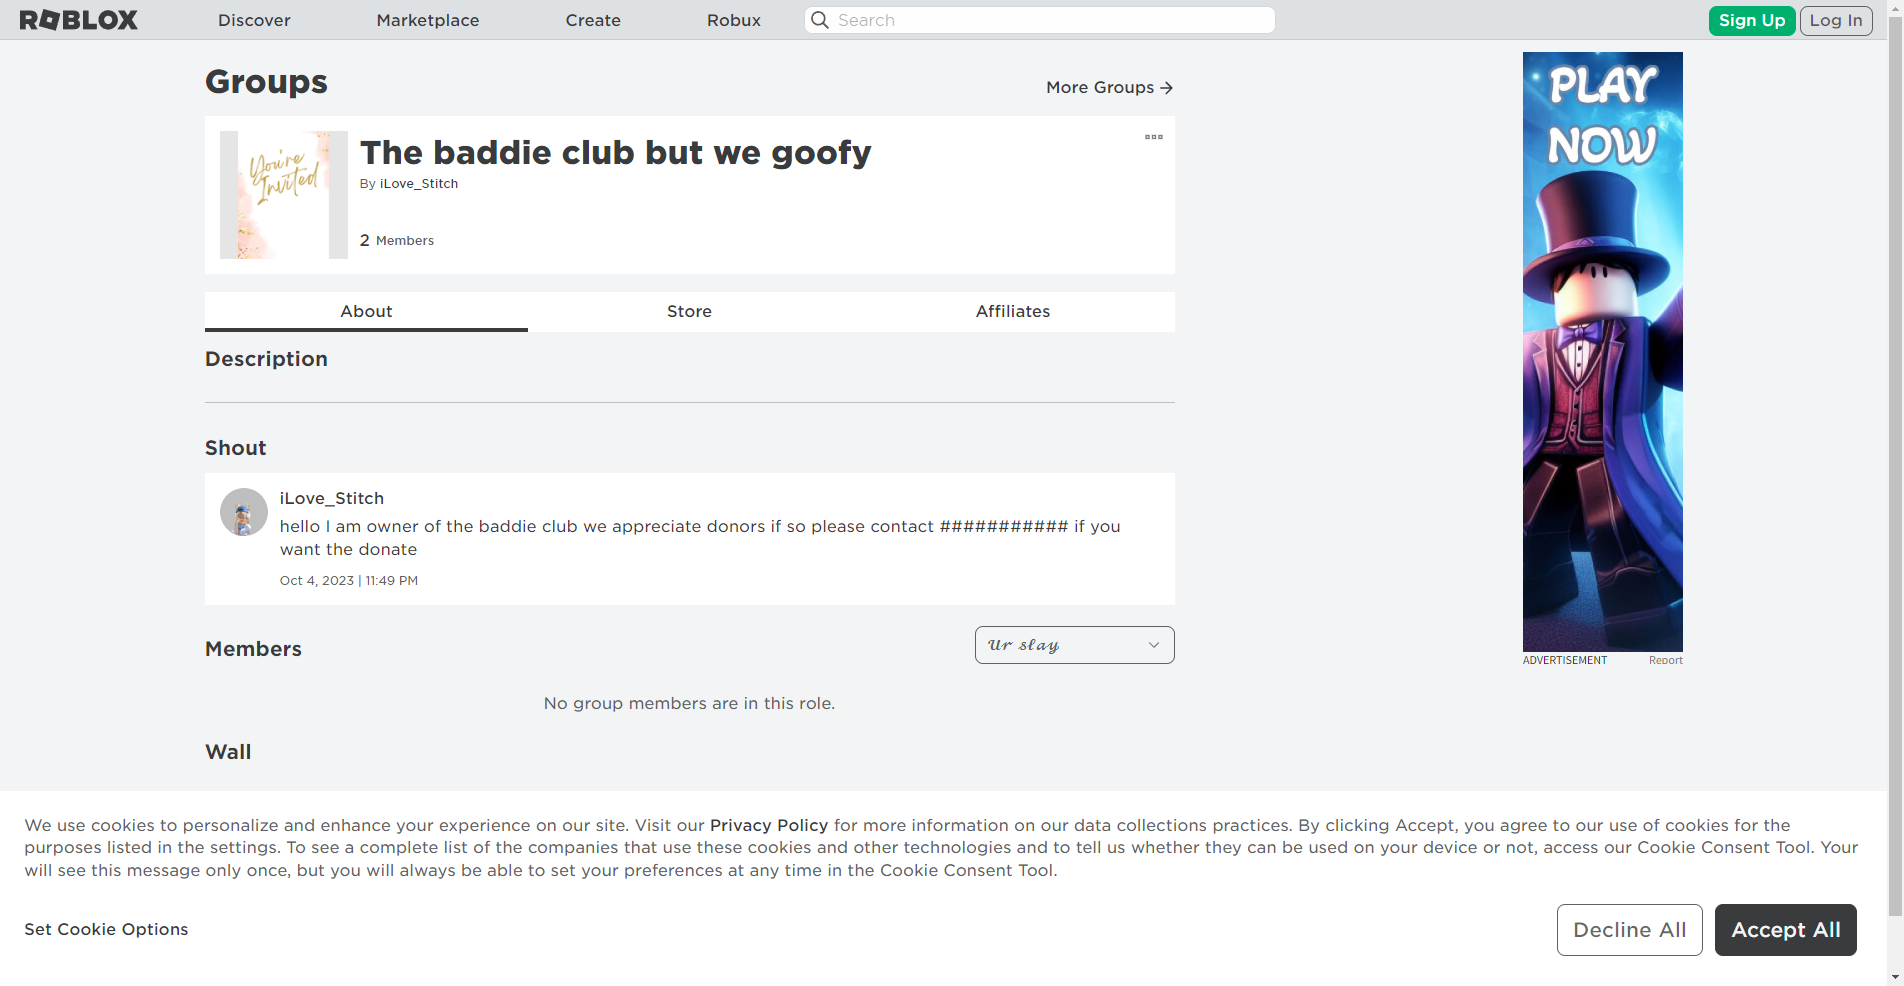 ROBLOX
Discover
Marketplace
Create
Robux
Search
Sign Up
Log In
Groups
More Groups
You're
Invited
The baddie club but we goofy
By iLove_Stitch
2 Members
About
Store
Affiliates
Description
Shout
iLove_Stitch
hello I am owner of the baddie club we appreciate donors if so please contact ########### if you
want the donate
Oct 4, 2023 | 11:49 PM
Members
𝓤𝓻 𝓼𝓵𝓪𝔂
No group members are in this role.
Wall
PLAY
NOW
ADVERTISEMENT
Report
We use cookies to personalize and enhance your experience on our site. Visit our Privacy Policy for more information on our data collections practices. By clicking Accept, you agree to our use of cookies for the
purposes listed in the settings. To see a complete list of the companies that use these cookies and other technologies and to tell us whether they can be used on your device or not, access our Cookie Consent Tool. Your
will see this message only once, but you will always be able to set your preferences at any time in the Cookie Consent Tool.
Set Cookie Options
Decline All
Accept All